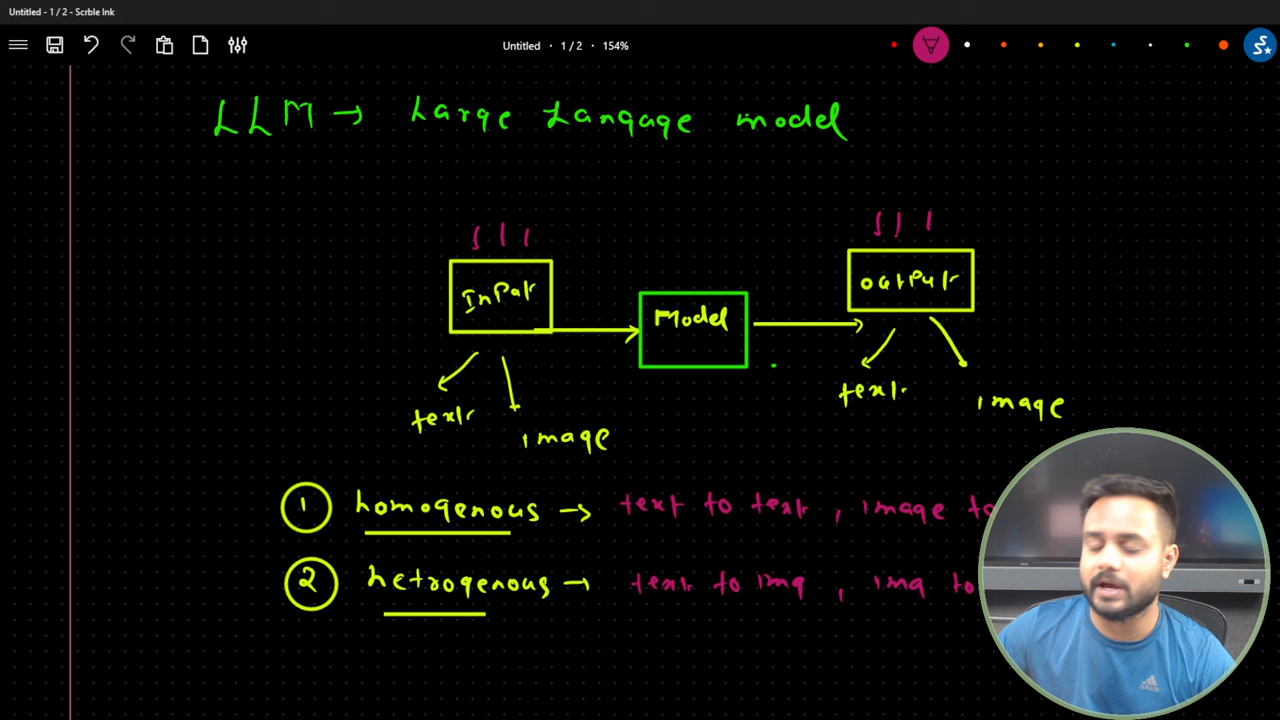 Untitled - 1 / 2 - Scrble Ink
Untitled • 1 / 2 • 154%
LLM → Large Langage model
InPut
Model
output
text
image
text
image
1 homogenous → text to text, image to
2 hetrogenous → text to img, img to